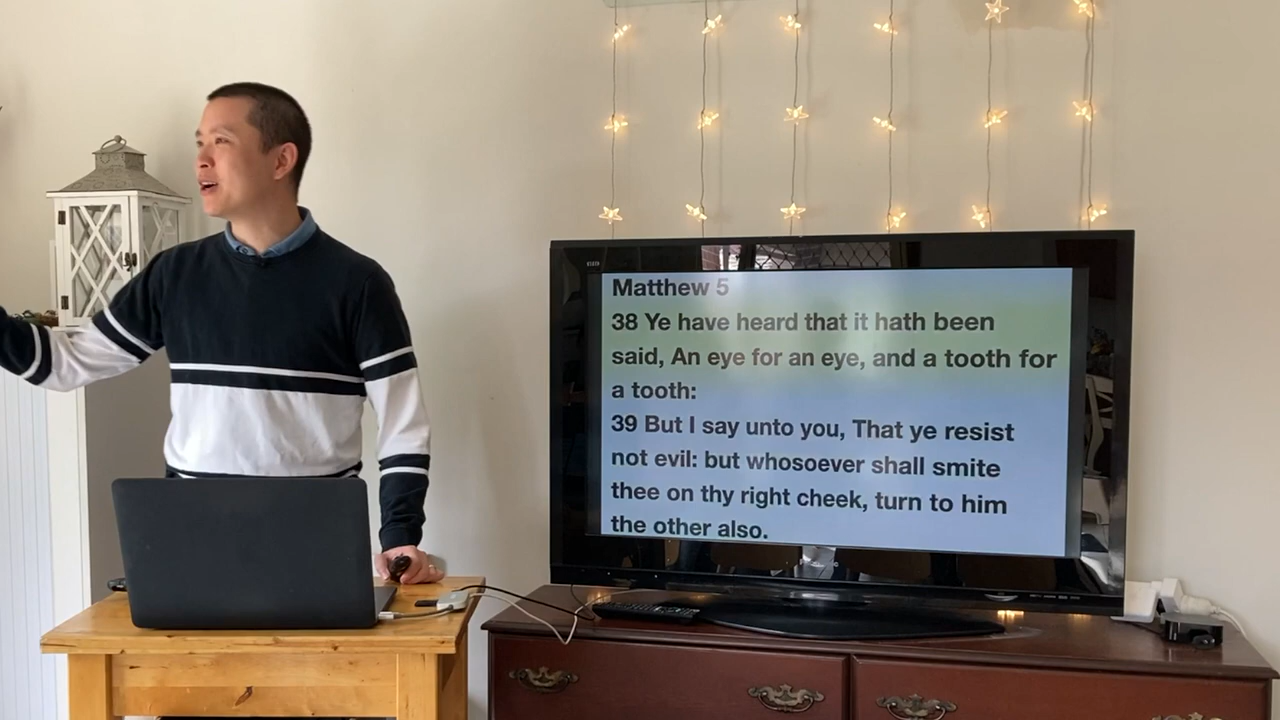 Matthew 5
38 Ye have heard that it hath been
said, An eye for an eye, and a tooth for
a tooth:
39 But I say unto you, That ye resist
not evil: but whosoever shall smite
thee on thy right cheek, turn to him
the other also.